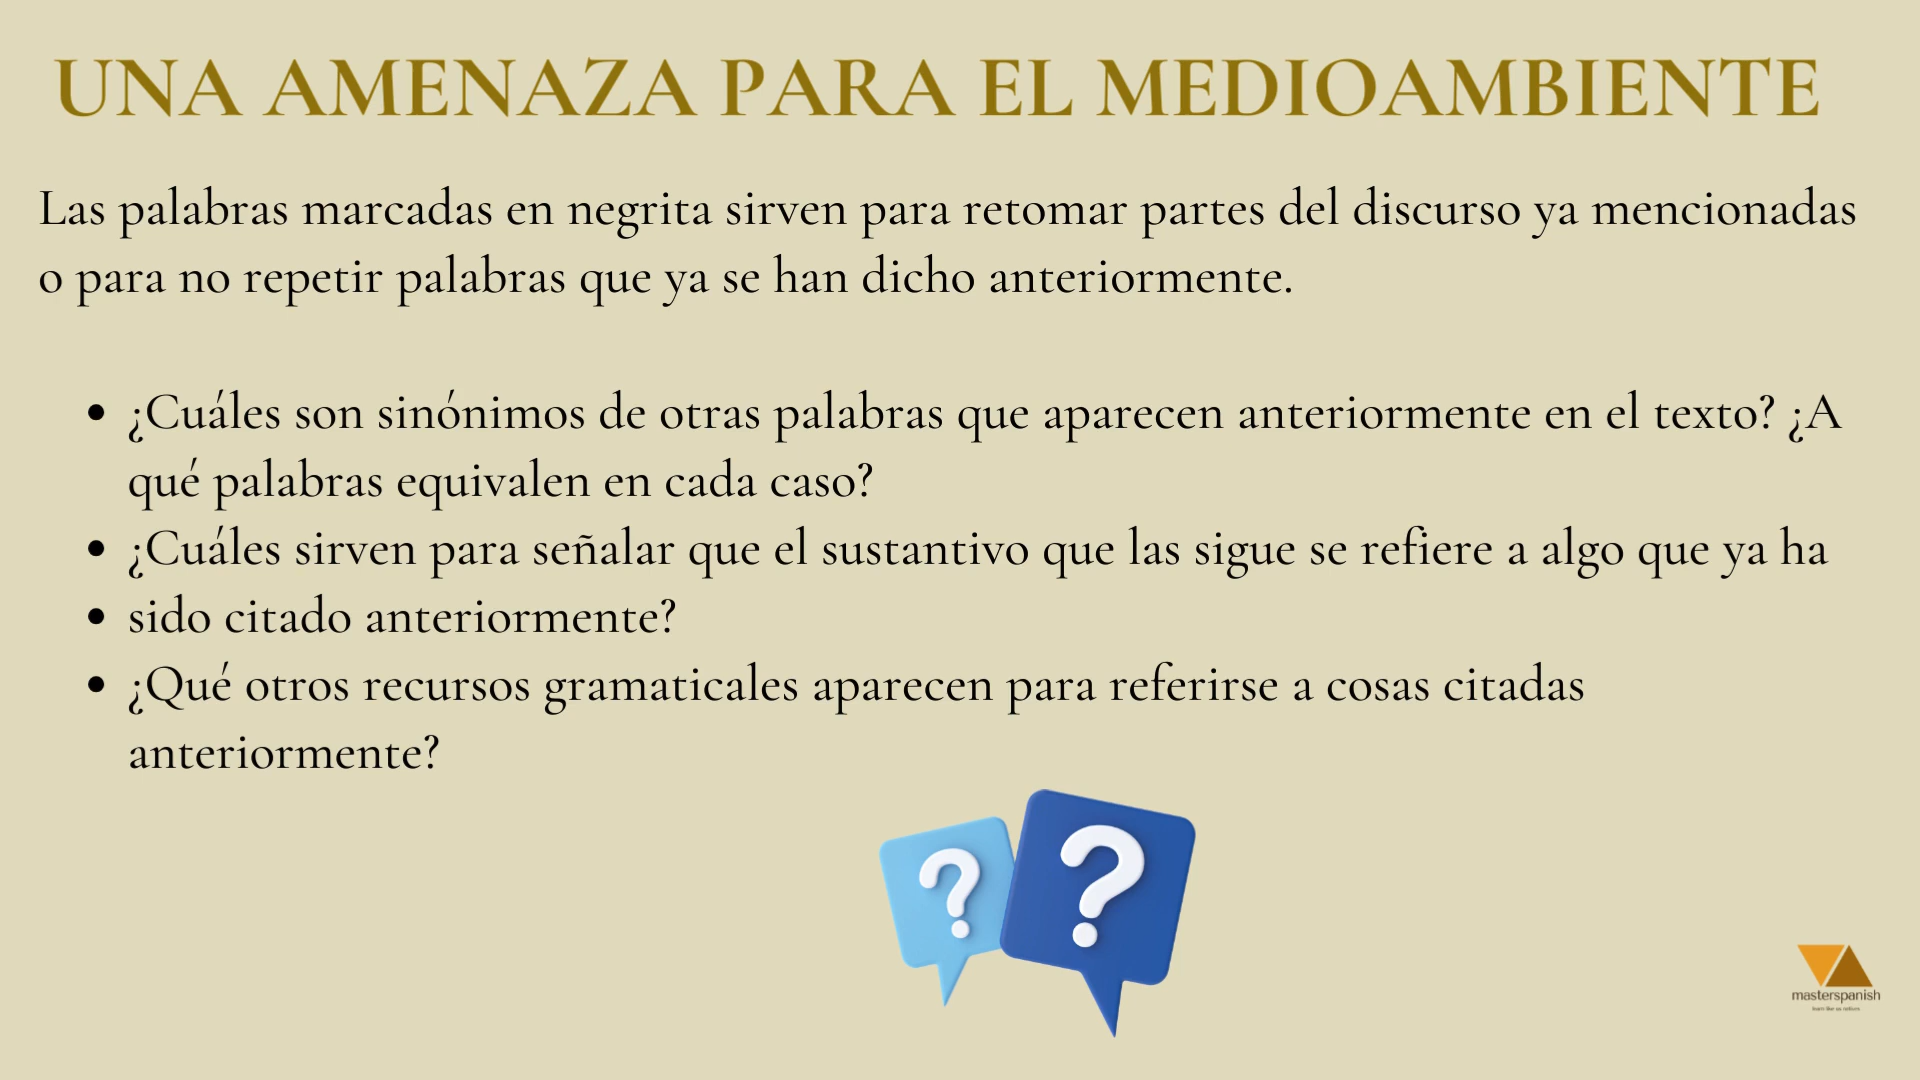 UNA AMENAZA PARA EL MEDIOAMBIENTE
Las palabras marcadas en negrita sirven para retomar partes del discurso ya mencionadas
o para no repetir palabras que ya se han dicho anteriormente.
• ¿Cuáles son sinónimos de otras palabras que aparecen anteriormente en el texto? ¿A
qué palabras equivalen en cada caso?
• ¿Cuáles sirven para señalar que el sustantivo que las sigue se refiere a algo que ya ha
• sido citado anteriormente?
• ¿Qué otros recursos gramaticales aparecen para referirse a cosas citadas
anteriormente?
? ?
masterspanish
learn like us natives